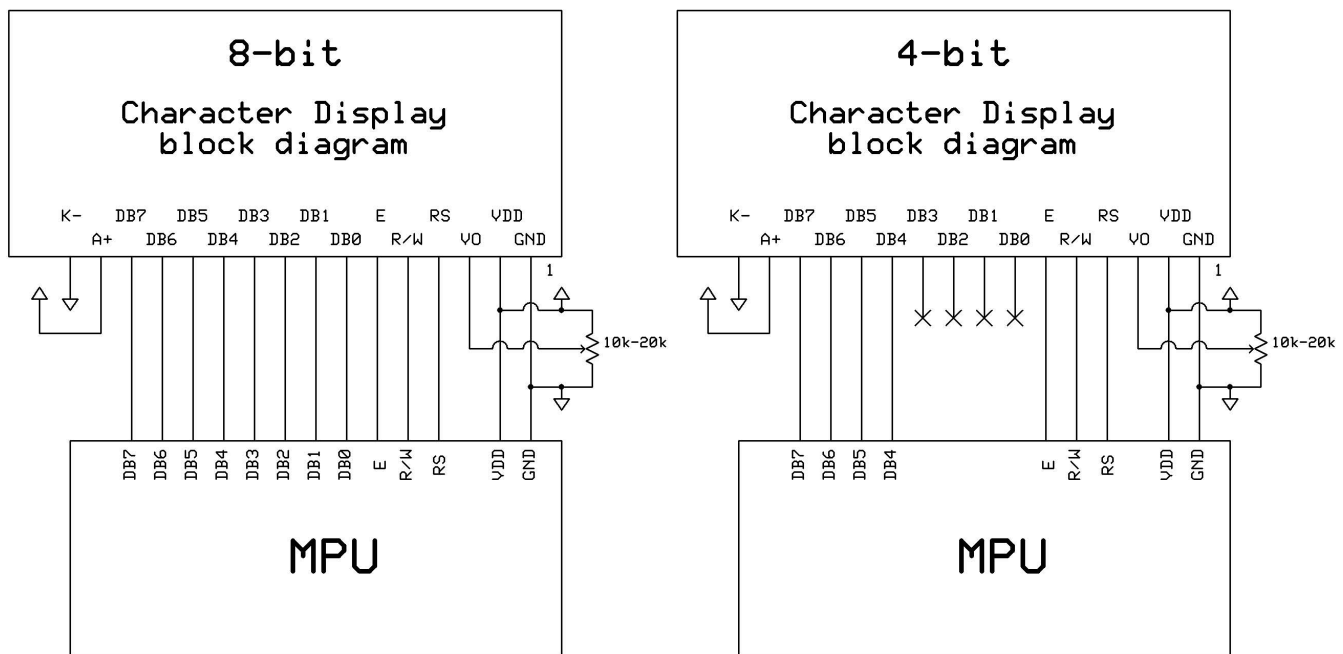 8-bit
Character Display
block diagram
K- DB7 DB5 DB3 DB1 E RS VDD
A+ DB6 DB4 DB2 DB0 R/W VO GND
1
10k-20k
DB7 DB6 DB5 DB4 DB3 DB2 DB1 DB0 E R/W RS VDD GND
MPU
4-bit
Character Display
block diagram
K- DB7 DB5 DB3 DB1 E RS VDD
A+ DB6 DB4 DB2 DB0 R/W VO GND
1
10k-20k
DB7 DB6 DB5 DB4 E R/W RS VDD GND
MPU